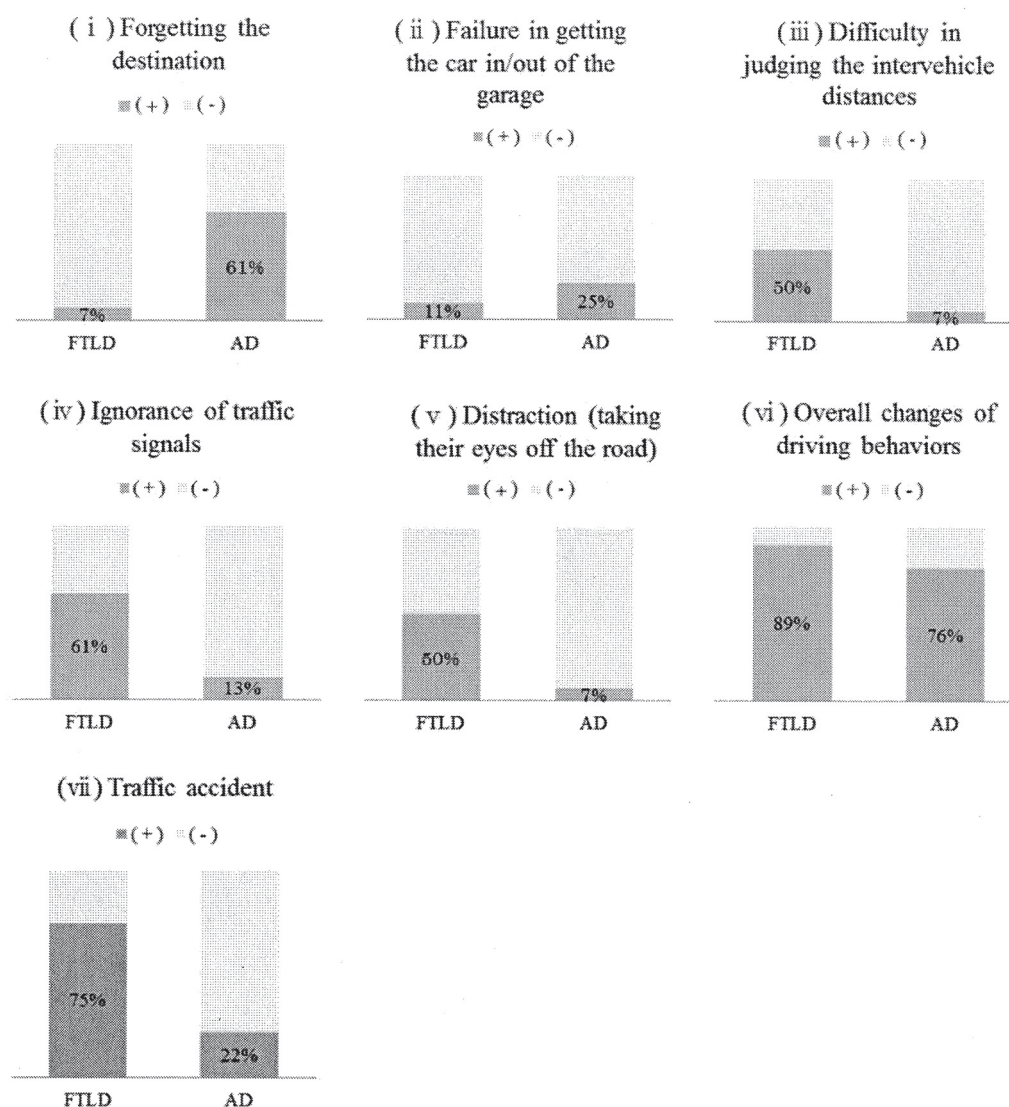 ( i ) Forgetting the
destination
(+) (-)
7%
61%
FTLD AD
( ii ) Failure in getting
the car in/out of the
garage
(+) (-)
11%
25%
FTLD AD
(iii) Difficulty in
judging the intervehicle
distances
(+) (-)
50%
7%
FTLD AD
(iv) Ignorance of traffic
signals
(+) (-)
61%
13%
FTLD AD
( v ) Distraction (taking
their eyes off the road)
(+) (-)
50%
7%
FTLD AD
(vi) Overall changes of
driving behaviors
(+) (-)
89%
76%
FTLD AD
(vii) Traffic accident
(+) (-)
75%
22%
FTLD AD